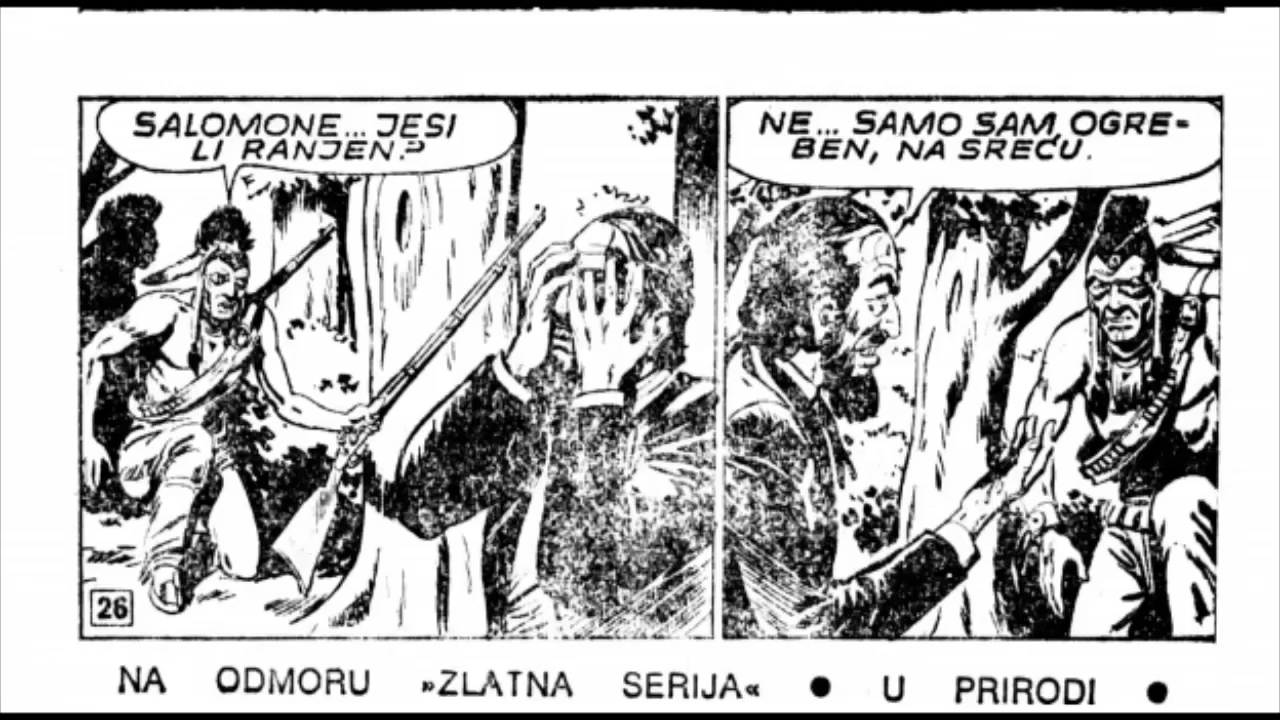 SALOMONE... JESI
LI RANJEN?
NE... SAMO SAM OGRE-
BEN, NA SREĆU.
26
NA ODMORU »ZLATNA SERIJA« ● U PRIRODI ●